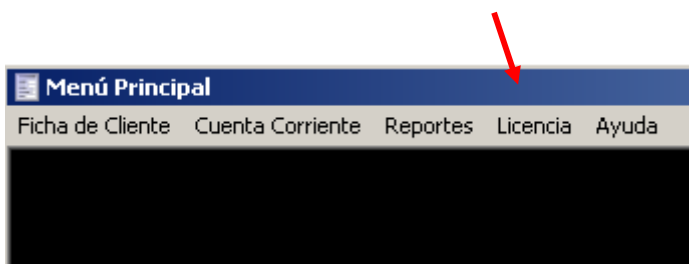 Menú Principal
Ficha de Cliente Cuenta Corriente Reportes Licencia Ayuda